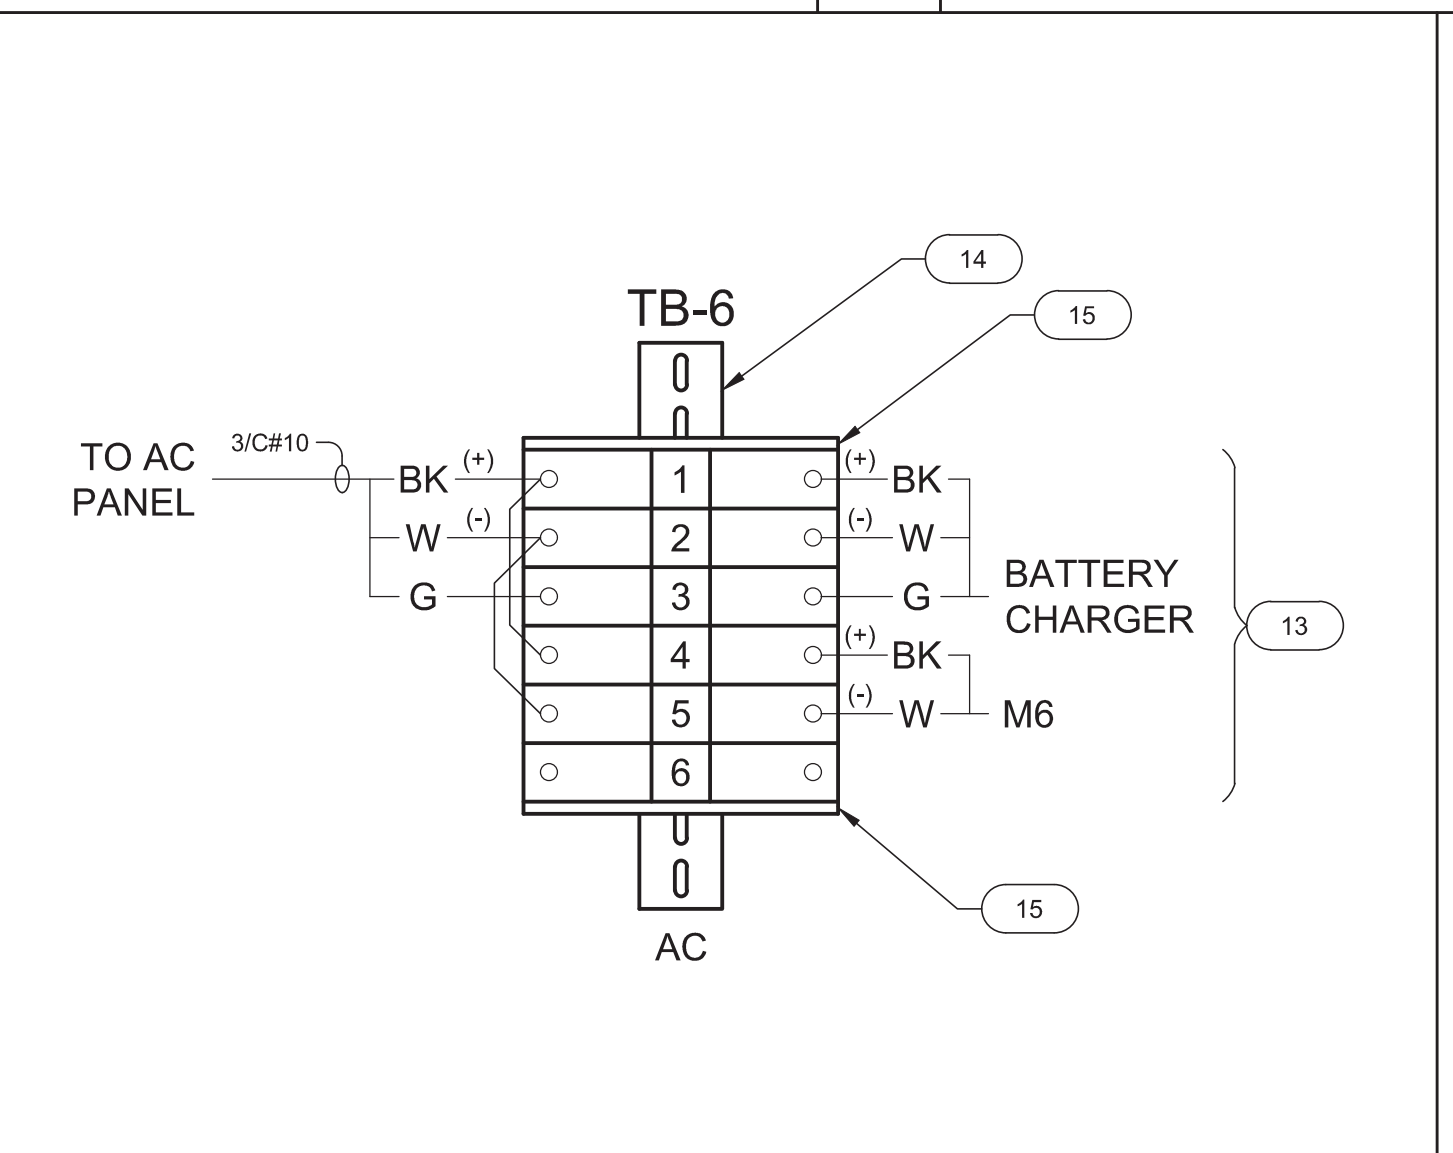 14
TB-6
15
TO AC
PANEL
3/C#10
BK (+) 1 (+) BK
W (-) 2 (-) W
G 3 G
BATTERY
CHARGER
13
4 (+) BK
5 (-) W M6
6
15
AC